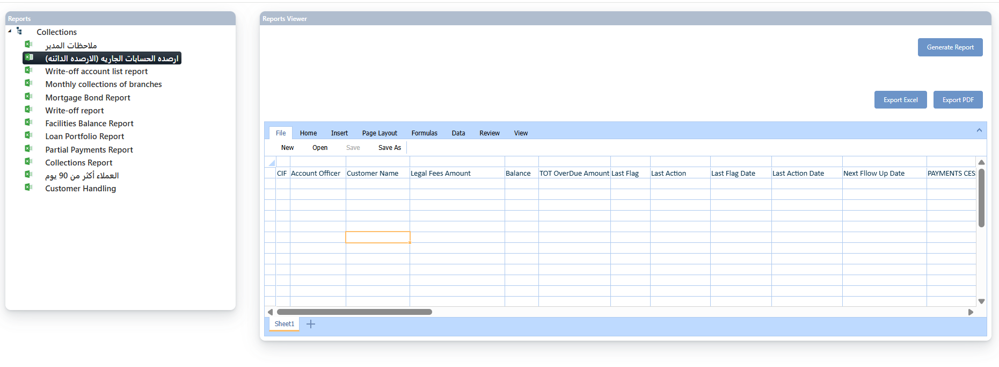 Reports
Collections
ملاحظات المدير
ارصده الحسابات الجاريه (الارصده الدائنه)
Write-off account list report
Monthly collections of branches
Mortgage Bond Report
Write-off report
Facilities Balance Report
Loan Portfolio Report
Partial Payments Report
Collections Report
العملاء أكثر من 90 يوم
Customer Handling
Reports Viewer
Generate Report
Export Excel Export PDF
File Home Insert Page Layout Formulas Data Review View
New Open Save Save As
CIF Account Officer Customer Name Legal Fees Amount Balance TOT OverDue Amount Last Flag Last Action Last Flag Date Last Action Date Next Fllow Up Date PAYMENTS CES
Sheet1